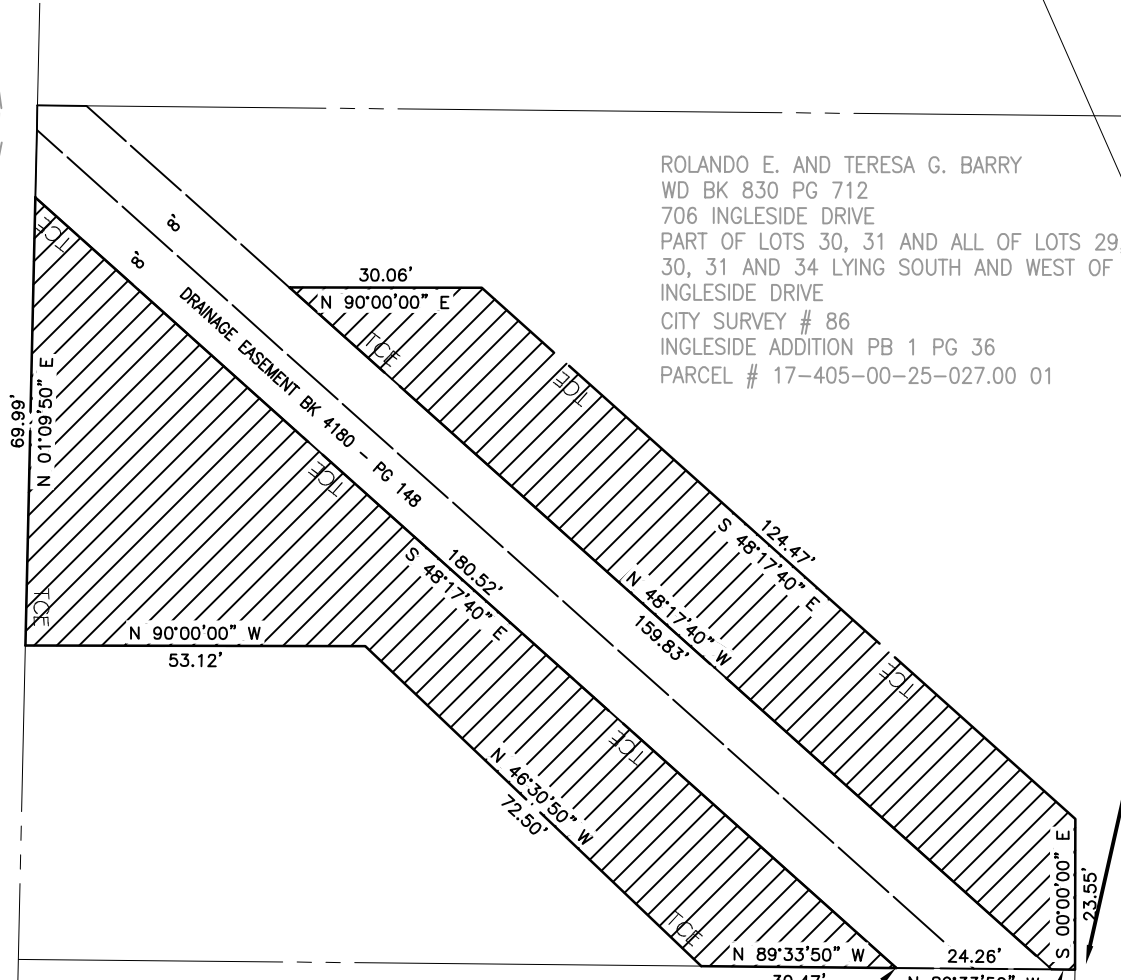 ROLANDO E. AND TERESA G. BARRY
WD BK 830 PG 712
706 INGLESIDE DRIVE
PART OF LOTS 30, 31 AND ALL OF LOTS 29,
30, 31 AND 34 LYING SOUTH AND WEST OF
INGLESIDE DRIVE
CITY SURVEY # 86
INGLESIDE ADDITION PB 1 PG 36
PARCEL # 17-405-00-25-027.00 01
8'
8'
DRAINAGE EASEMENT BK 4180 - PG 148
30.06'
N 90°00'00" E
TCE
TCE
TCE
69.99'
N 01°09'50" E
TCE
124.47'
S 48°17'40" E
180.52'
S 48°17'40" E
N 48°17'40" W
159.83'
TCE
N 90°00'00" W
53.12'
TCE
TCE
N 46°30'50" W
72.50'
S 00°00'00" E
23.55'
TCE
N 89°33'50" W
24.26'